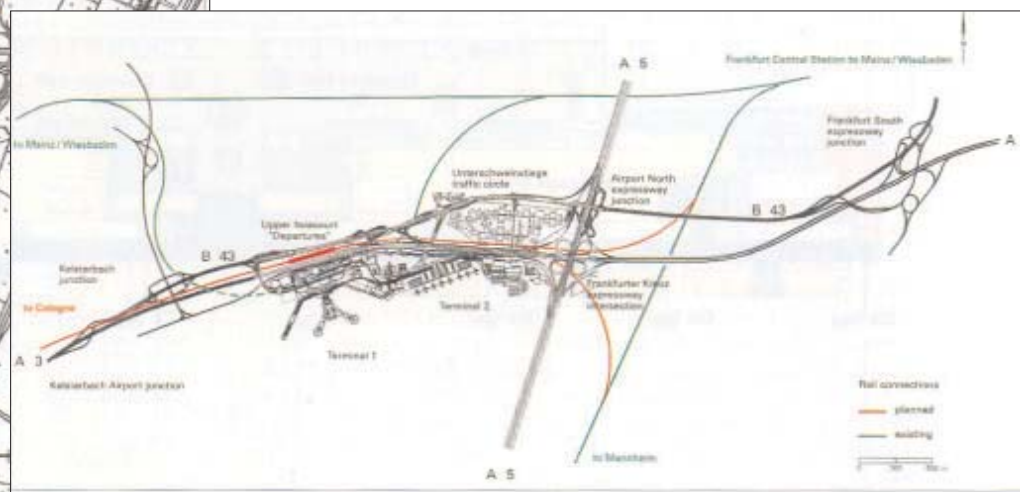 A 5
Frankfurt Central Station to Mainz/Wiesbaden
Frankfurt South
expressway
junction
A
to Mainz/Wiesbaden
Unterschweinstiege
traffic circle
Airport North
expressway
junction
B 43
Upper forecourt
"Departures"
B 43
Kelsterbach
junction
Frankfurter Kreuz
expressway
intersection
Terminal 2
to Cologne
Terminal 1
A 3
Kelsterbach Airport junction
Rail connections
planned
existing
to Mannheim
A 5